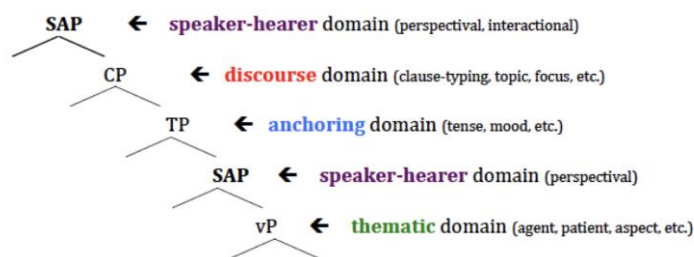 SAP ← speaker-hearer domain (perspectival, interactional)
CP ← discourse domain (clause-typing, topic, focus, etc.)
TP ← anchoring domain (tense, mood, etc.)
SAP ← speaker-hearer domain (perspectival)
vP ← thematic domain (agent, patient, aspect, etc.)